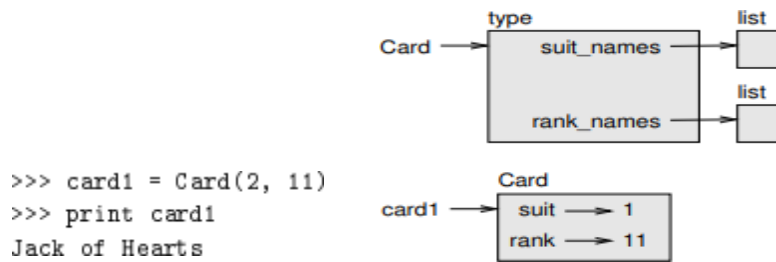 type
list
Card
suit_names
list
rank_names
>>> card1 = Card(2, 11)
>>> print card1
Jack of Hearts
Card
card1
suit
1
rank
11